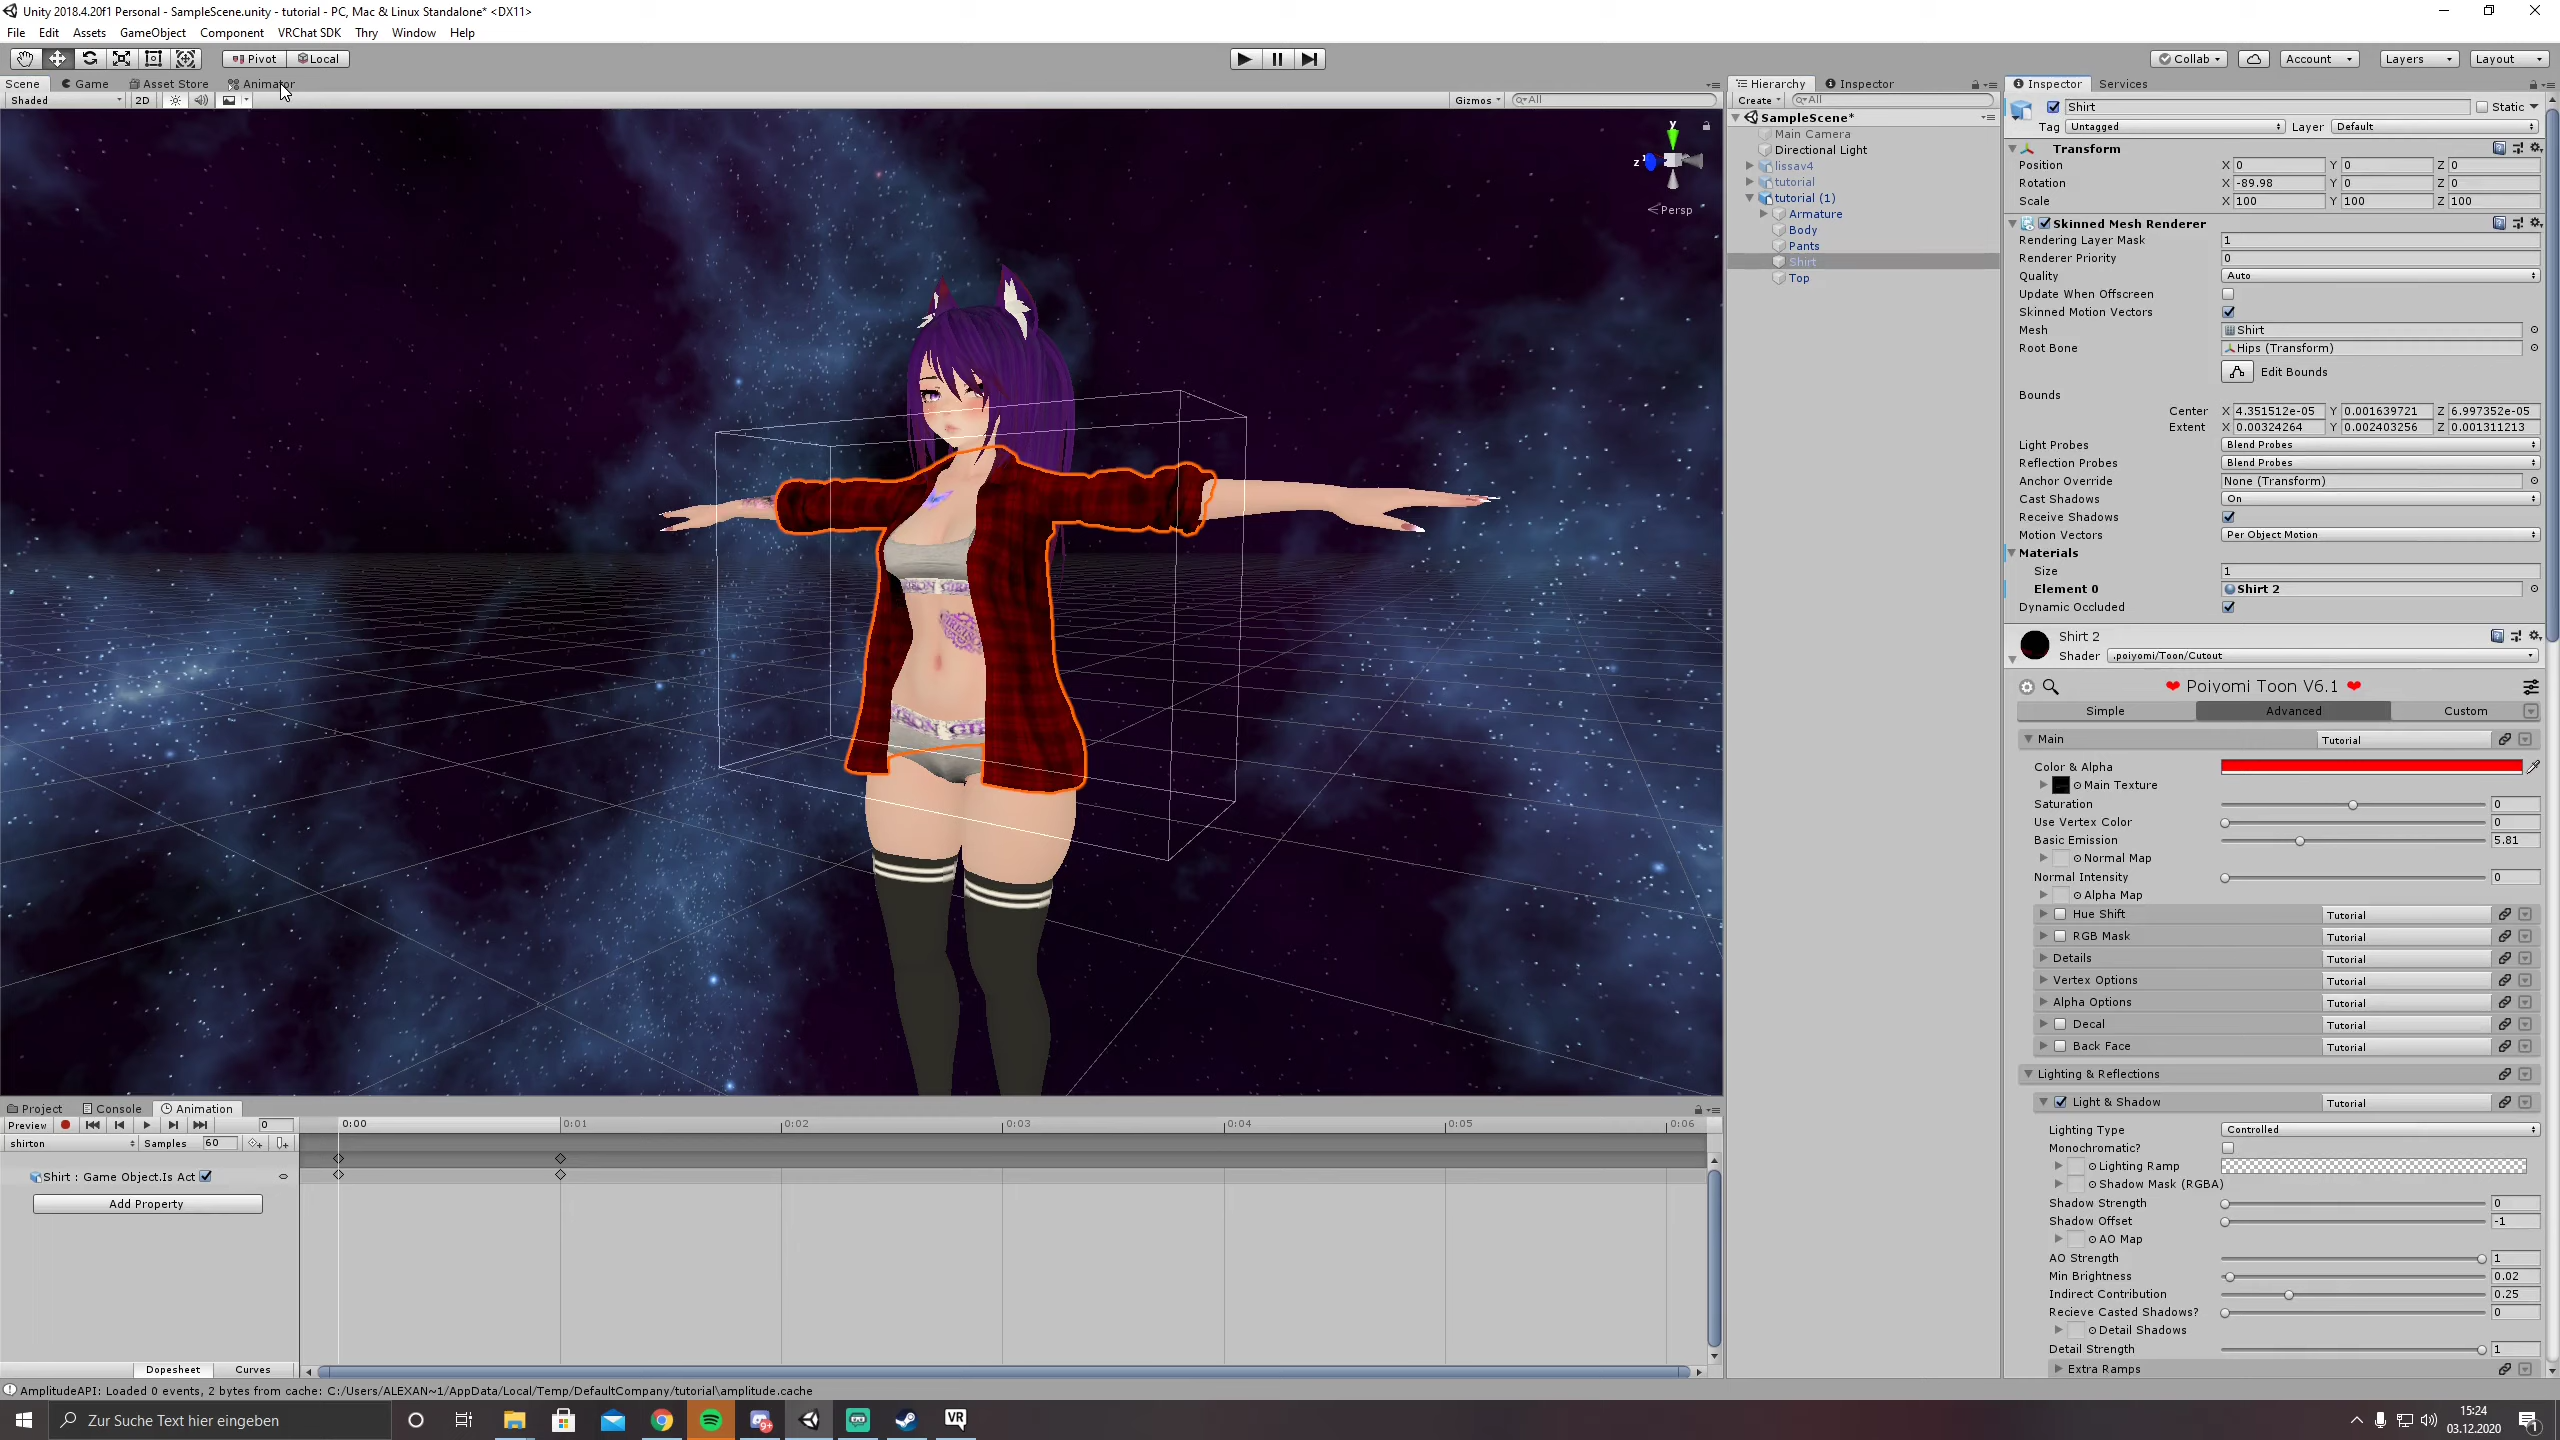 Unity 2018.4.20f1 Personal - SampleScene.unity - tutorial - PC, Mac & Linux Standalone* <DX11>
File Edit Assets GameObject Component VRChat SDK Thry Window Help
Pivot Local Collab Account Layers Layout
Scene Game Asset Store Animator
Shaded 2D Gizmos All
y
z
Persp
Hierarchy Inspector
Create All
SampleScene*
Main Camera
Directional Light
lissav4
tutorial
tutorial (1)
Armature
Body
Pants
Shirt
Top
Inspector Services
Shirt Static
Tag Untagged Layer Default
Transform
Position X 0 Y 0 Z 0
Rotation X -89.98 Y 0 Z 0
Scale X 100 Y 100 Z 100
Skinned Mesh Renderer
Rendering Layer Mask 1
Rendering Priority 0
Quality Auto
Update When Offscreen
Skinned Motion Vectors
Mesh Shirt
Root Bone Hips (Transform)
Edit Bounds
Bounds
Center X 4.351512e-05 Y 0.001639721 Z 6.997352e-05
Extent X 0.00324264 Y 0.002403256 Z 0.001311213
Light Probes Blend Probes
Reflection Probes Blend Probes
Anchor Override None (Transform)
Cast Shadows On
Receive Shadows
Motion Vectors Per Object Motion
Materials
Size 1
Element 0 Shirt 2
Dynamic Occluded
Shirt 2
Shader .poiyomi/Toon/Cutout
❤ Poiyomi Toon V6.1 ❤
Simple Advanced Custom
Main Tutorial
Color & Alpha
Main Texture
Saturation 0
Use Vertex Color 0
Basic Emission 5.81
Normal Map
Normal Intensity 0
Alpha Map
Hue Shift Tutorial
RGB Mask Tutorial
Details Tutorial
Vertex Options Tutorial
Alpha Options Tutorial
Decal Tutorial
Back Face Tutorial
Lighting & Reflections
Light & Shadow Tutorial
Lighting Type Controlled
Monochromatic?
Lighting Ramp
Shadow Mask (RGBA)
Shadow Strength 0
Shadow Offset -1
AO Map
AO Strength 1
Min Brightness 0.02
Indirect Contribution 0.25
Recieve Casted Shadows? 0
Detail Shadows
Detail Strength 1
Extra Ramps
Project Console Animation
Preview 0 0:00 0:01 0:02 0:03 0:04 0:05 0:06
shirton Samples 60
Shirt : Game Object.Is Act
Add Property
Dopesheet Curves
AmplitudeAPI: Loaded 0 events, 2 bytes from cache: C:/Users/ALEXAN~1/AppData/Local/Temp/DefaultCompany/tutorial\amplitude.cache
Zur Suche Text hier eingeben
9+
VR
15:24
03.12.2020
1